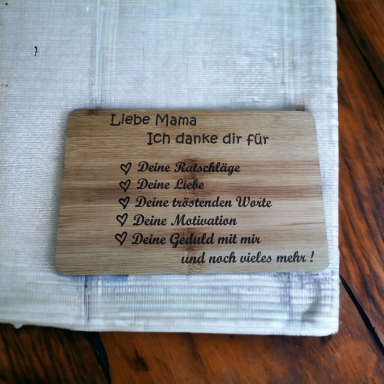 Liebe Mama
Ich danke dir für
♡ Deine Ratschläge
♡ Deine Liebe
♡ Deine tröstenden Worte
♡ Deine Motivation
♡ Deine Geduld mit mir
und noch vieles mehr !